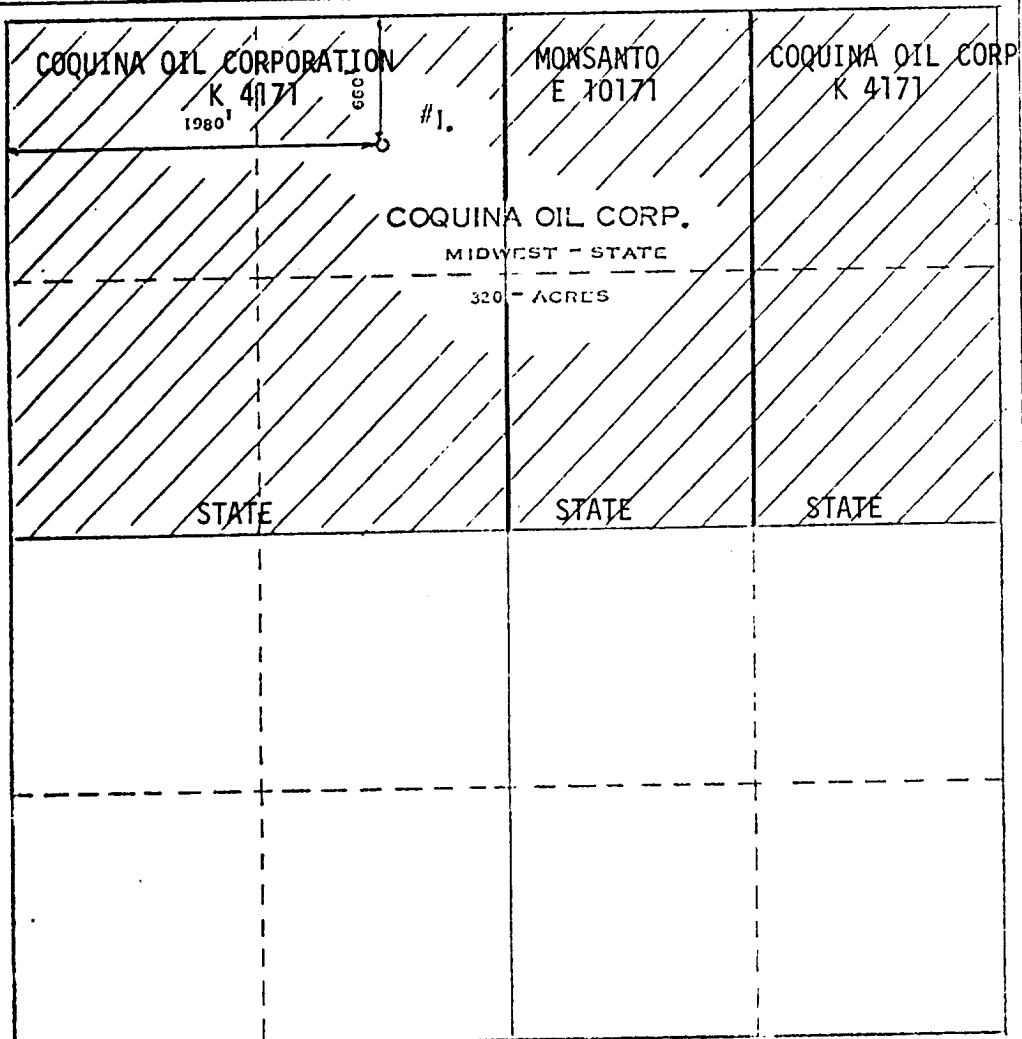 COQUINA OIL CORPORATION
K 4171
1980'
660'
#1.
MONSANTO
E 10171
COQUINA OIL CORP
K 4171
COQUINA OIL CORP.
MIDWEST - STATE
320 - ACRES
STATE
STATE
STATE